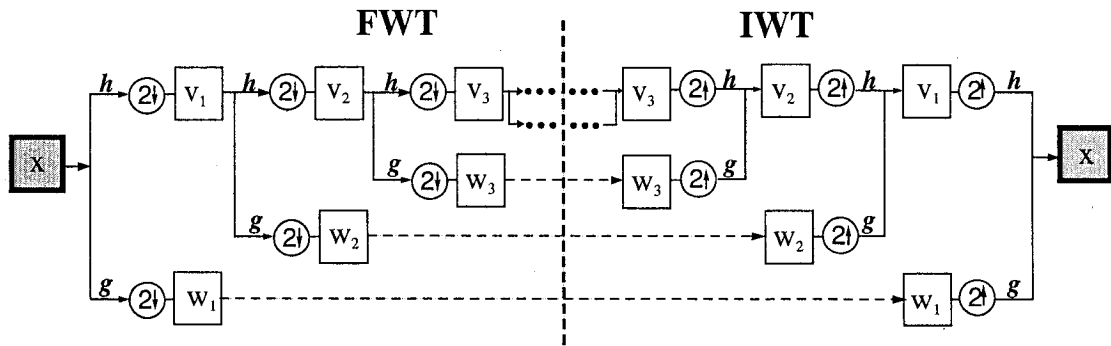 FWT IWT
h 2↓ V1 h 2↓ V2 h 2↓ V3 V3 2↑ h V2 2↑ h V1 2↑ h
X X
g 2↓ W3 W3 2↑ g
g 2↓ W2 W2 2↑ g
g 2↓ W1 W1 2↑ g